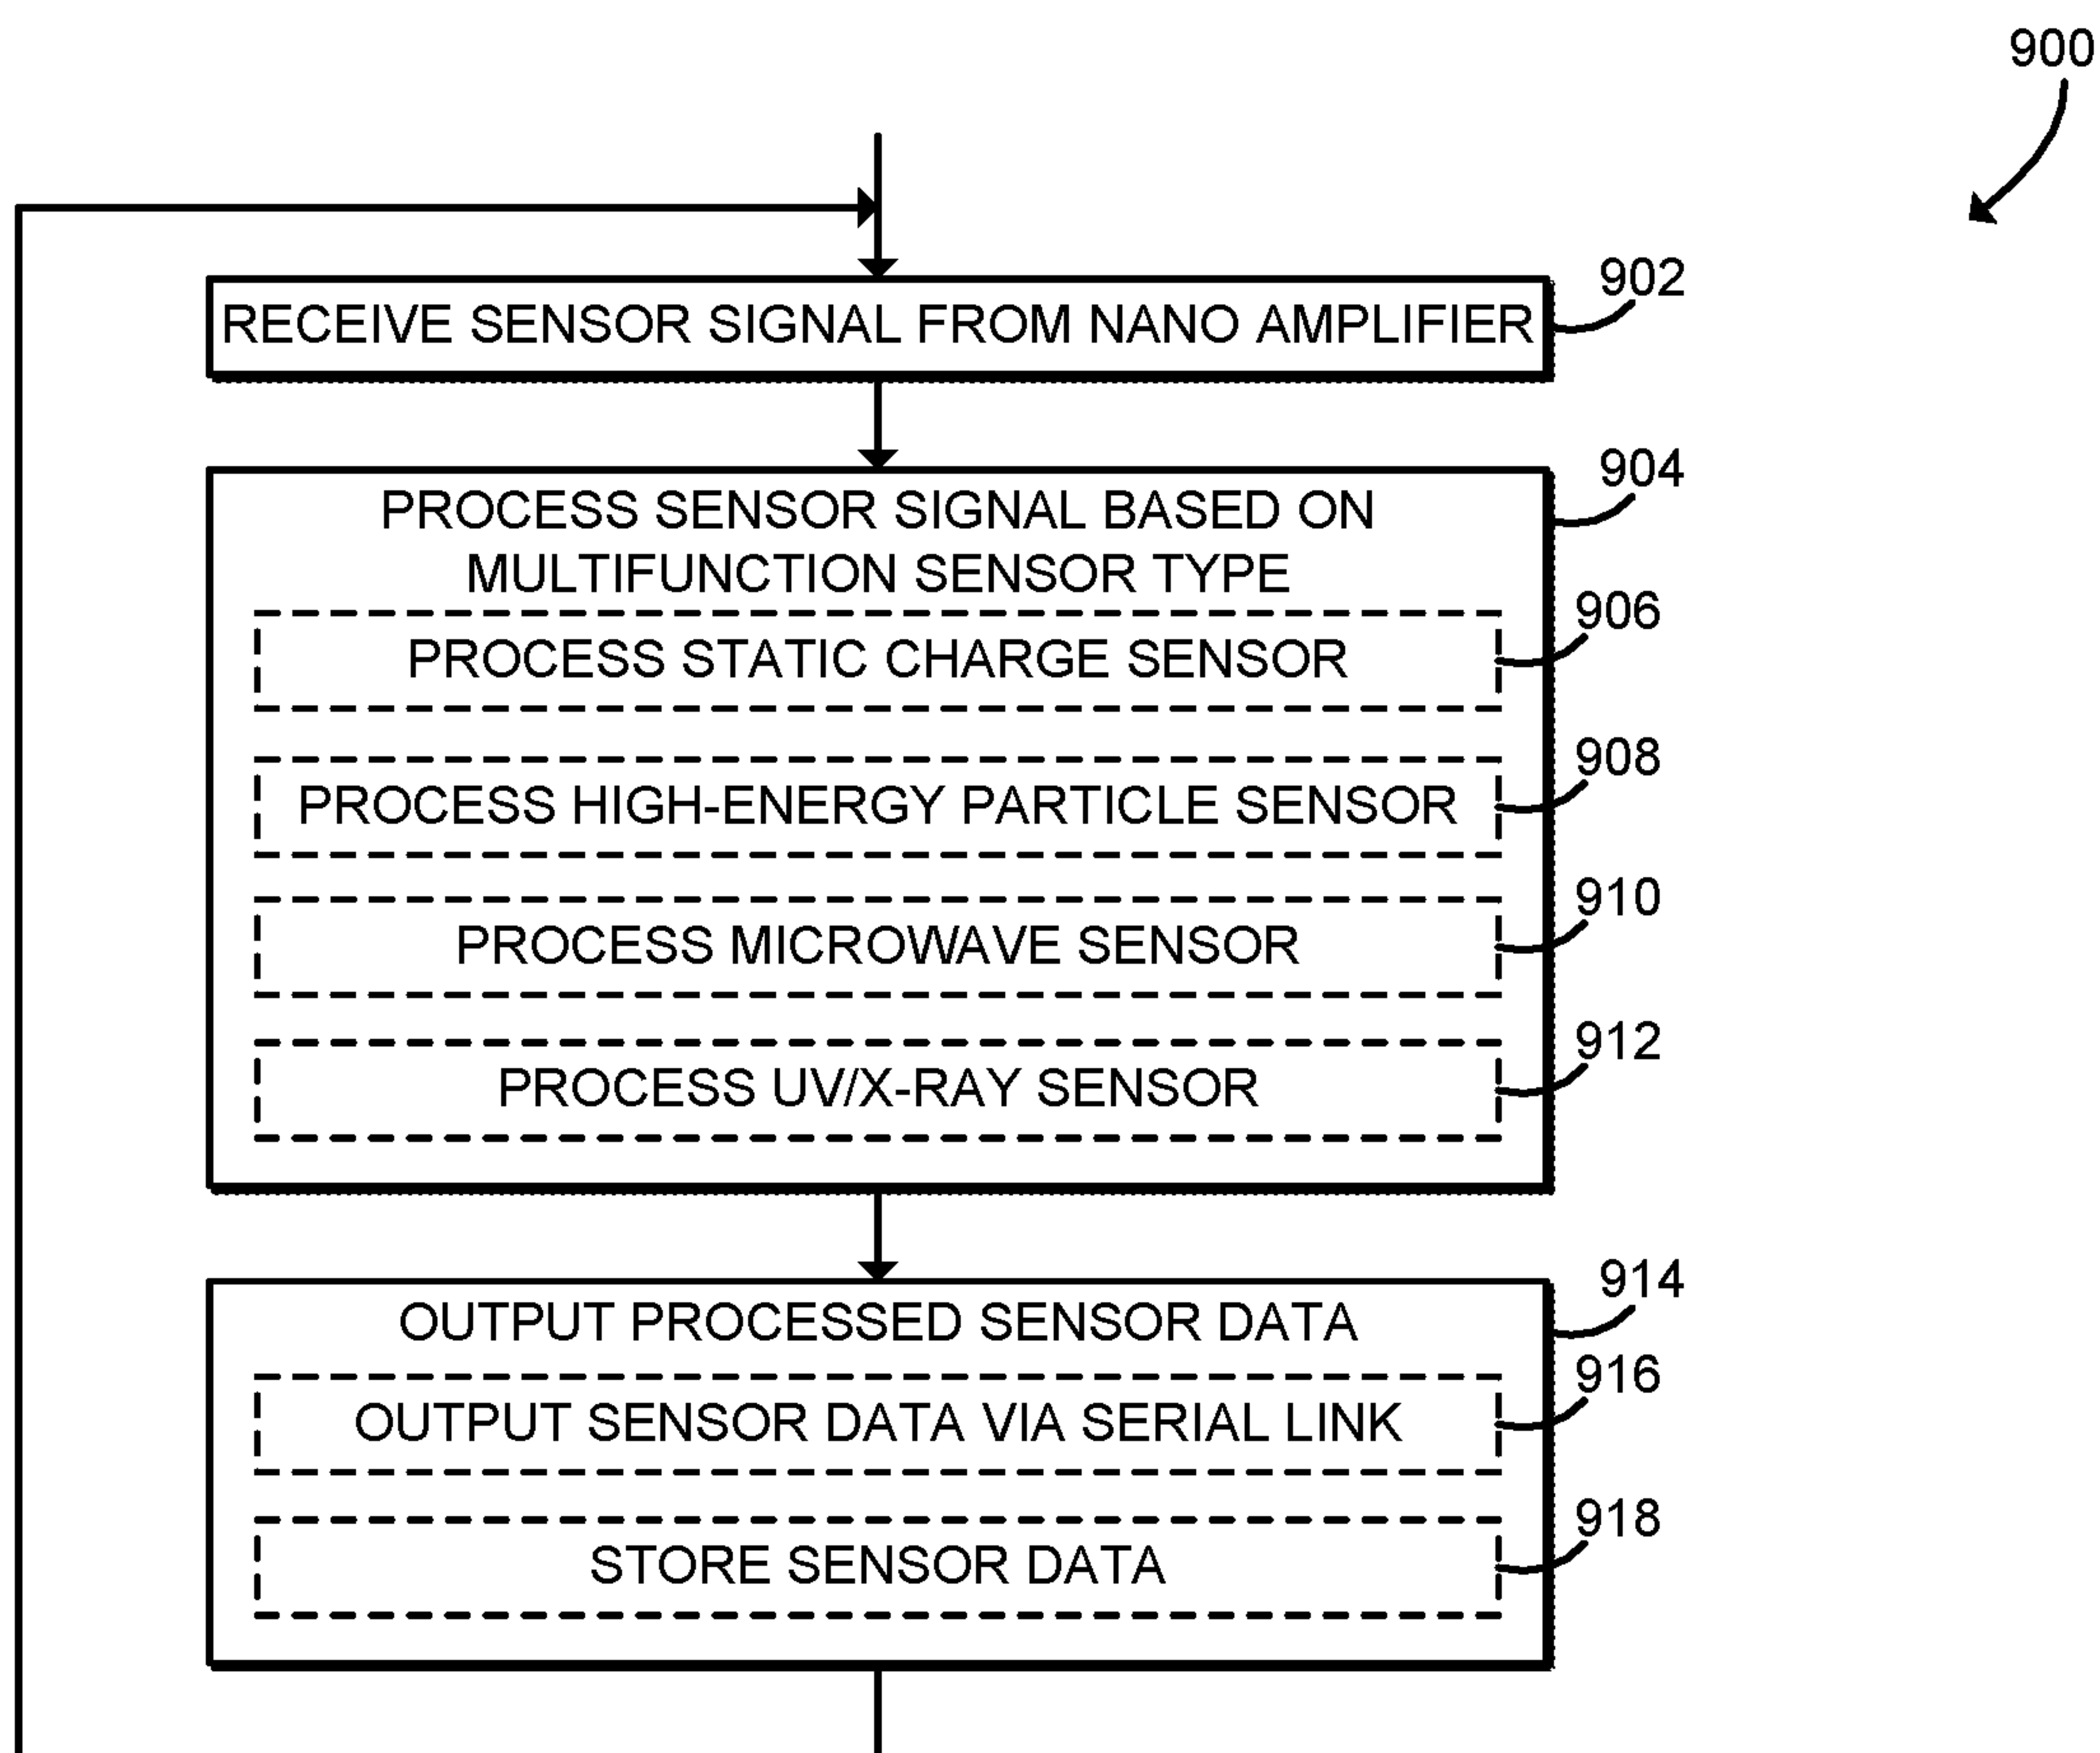 900
RECEIVE SENSOR SIGNAL FROM NANO AMPLIFIER
902
PROCESS SENSOR SIGNAL BASED ON
MULTIFUNCTION SENSOR TYPE
904
PROCESS STATIC CHARGE SENSOR
906
PROCESS HIGH-ENERGY PARTICLE SENSOR
908
PROCESS MICROWAVE SENSOR
910
PROCESS UV/X-RAY SENSOR
912
OUTPUT PROCESSED SENSOR DATA
914
OUTPUT SENSOR DATA VIA SERIAL LINK
916
STORE SENSOR DATA
918